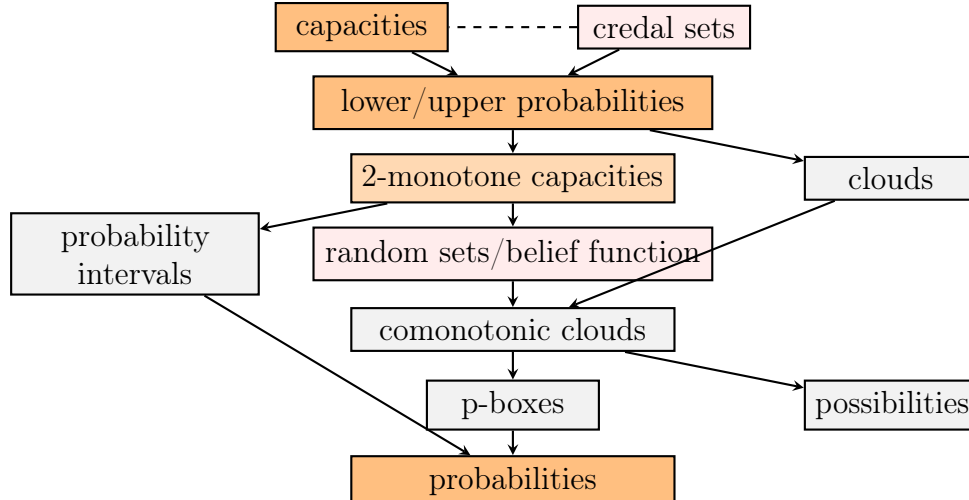 capacities
credal sets
lower/upper probabilities
2-monotone capacities
clouds
probability
intervals
random sets/belief function
comonotonic clouds
p-boxes
possibilities
probabilities